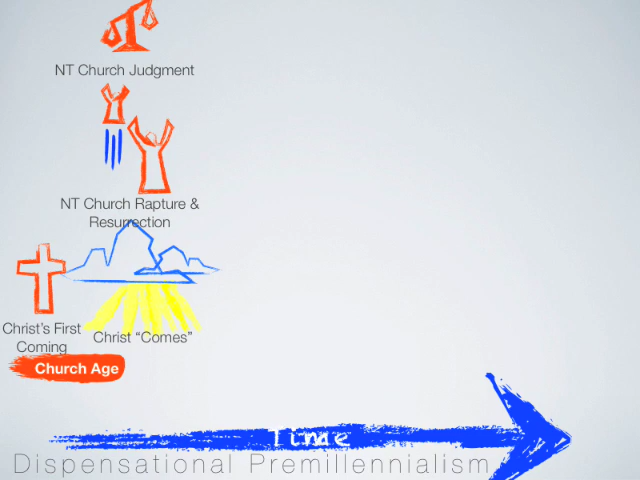 NT Church Judgment
NT Church Rapture &
Resurrection
Christ's First
Coming
Christ “Comes”
Church Age
Time
Dispensational Premillennialism